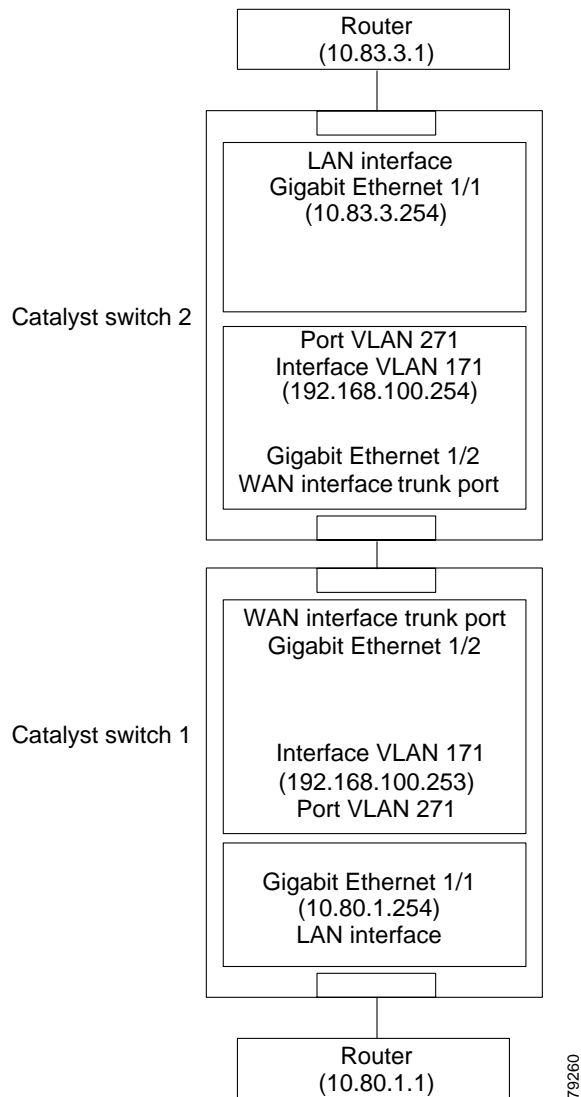 Router
(10.83.3.1)
LAN interface
Gigabit Ethernet 1/1
(10.83.3.254)
Catalyst switch 2
Port VLAN 271
Interface VLAN 171
(192.168.100.254)
Gigabit Ethernet 1/2
WAN interface trunk port
WAN interface trunk port
Gigabit Ethernet 1/2
Catalyst switch 1
Interface VLAN 171
(192.168.100.253)
Port VLAN 271
Gigabit Ethernet 1/1
(10.80.1.254)
LAN interface
Router
(10.80.1.1)
79260